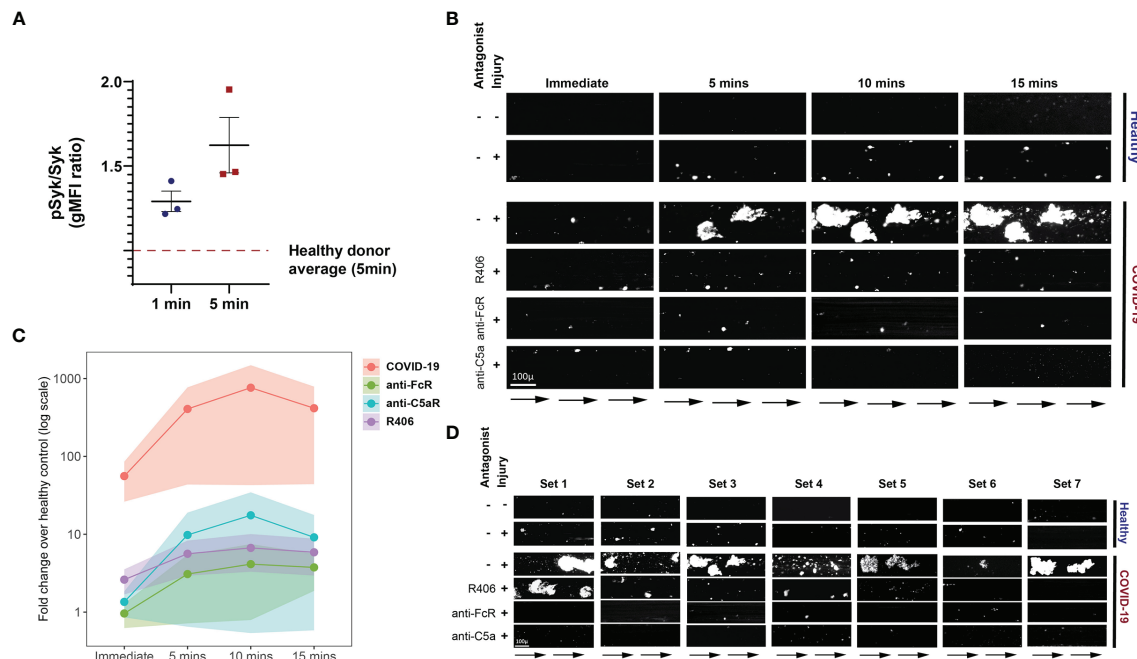 A
pSyk/Syk
(gMFI ratio)
2.0
1.5
Healthy donor
average (5min)
1 min
5 min
B
Antagonist
Injury
Immediate
5 mins
10 mins
15 mins
- -
- +
Healthy
- +
R406 +
anti-FcR +
anti-C5a +
100µ
COVID-19
C
Fold change over healthy control (log scale)
1000
100
10
1
Immediate
5 mins
10 mins
15 mins
COVID-19
anti-FcR
anti-C5aR
R406
D
Antagonist
Injury
Set 1
Set 2
Set 3
Set 4
Set 5
Set 6
Set 7
- -
- +
Healthy
- +
R406 +
anti-FcR +
anti-C5a +
100µ
COVID-19